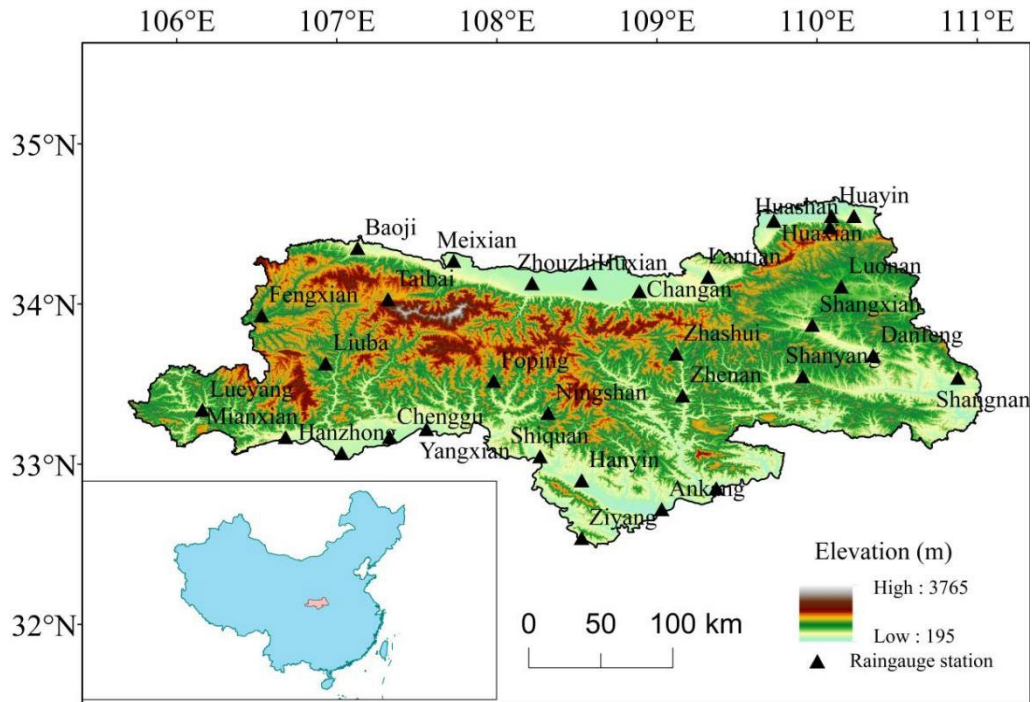 106°E 107°E 108°E 109°E 110°E 111°E
35°N
34°N
33°N
32°N
Huayin
Huashan
Huaxian
Baoji
Meixian
Lantian
Zhouzhi
Huxian
Luonan
Taibai
Changan
Fengxian
Shangxian
Zhashui
Danfeng
Liuba
Foping
Shanyang
Lueyang
Zhenan
Ningshan
Shangnan
Mianxian
Chenggu
Hanzhong
Shiquan
Yangxian
Hanyin
Ankang
Ziyang
Elevation (m)
High : 3765
Low : 195
Raingauge station
0 50 100 km